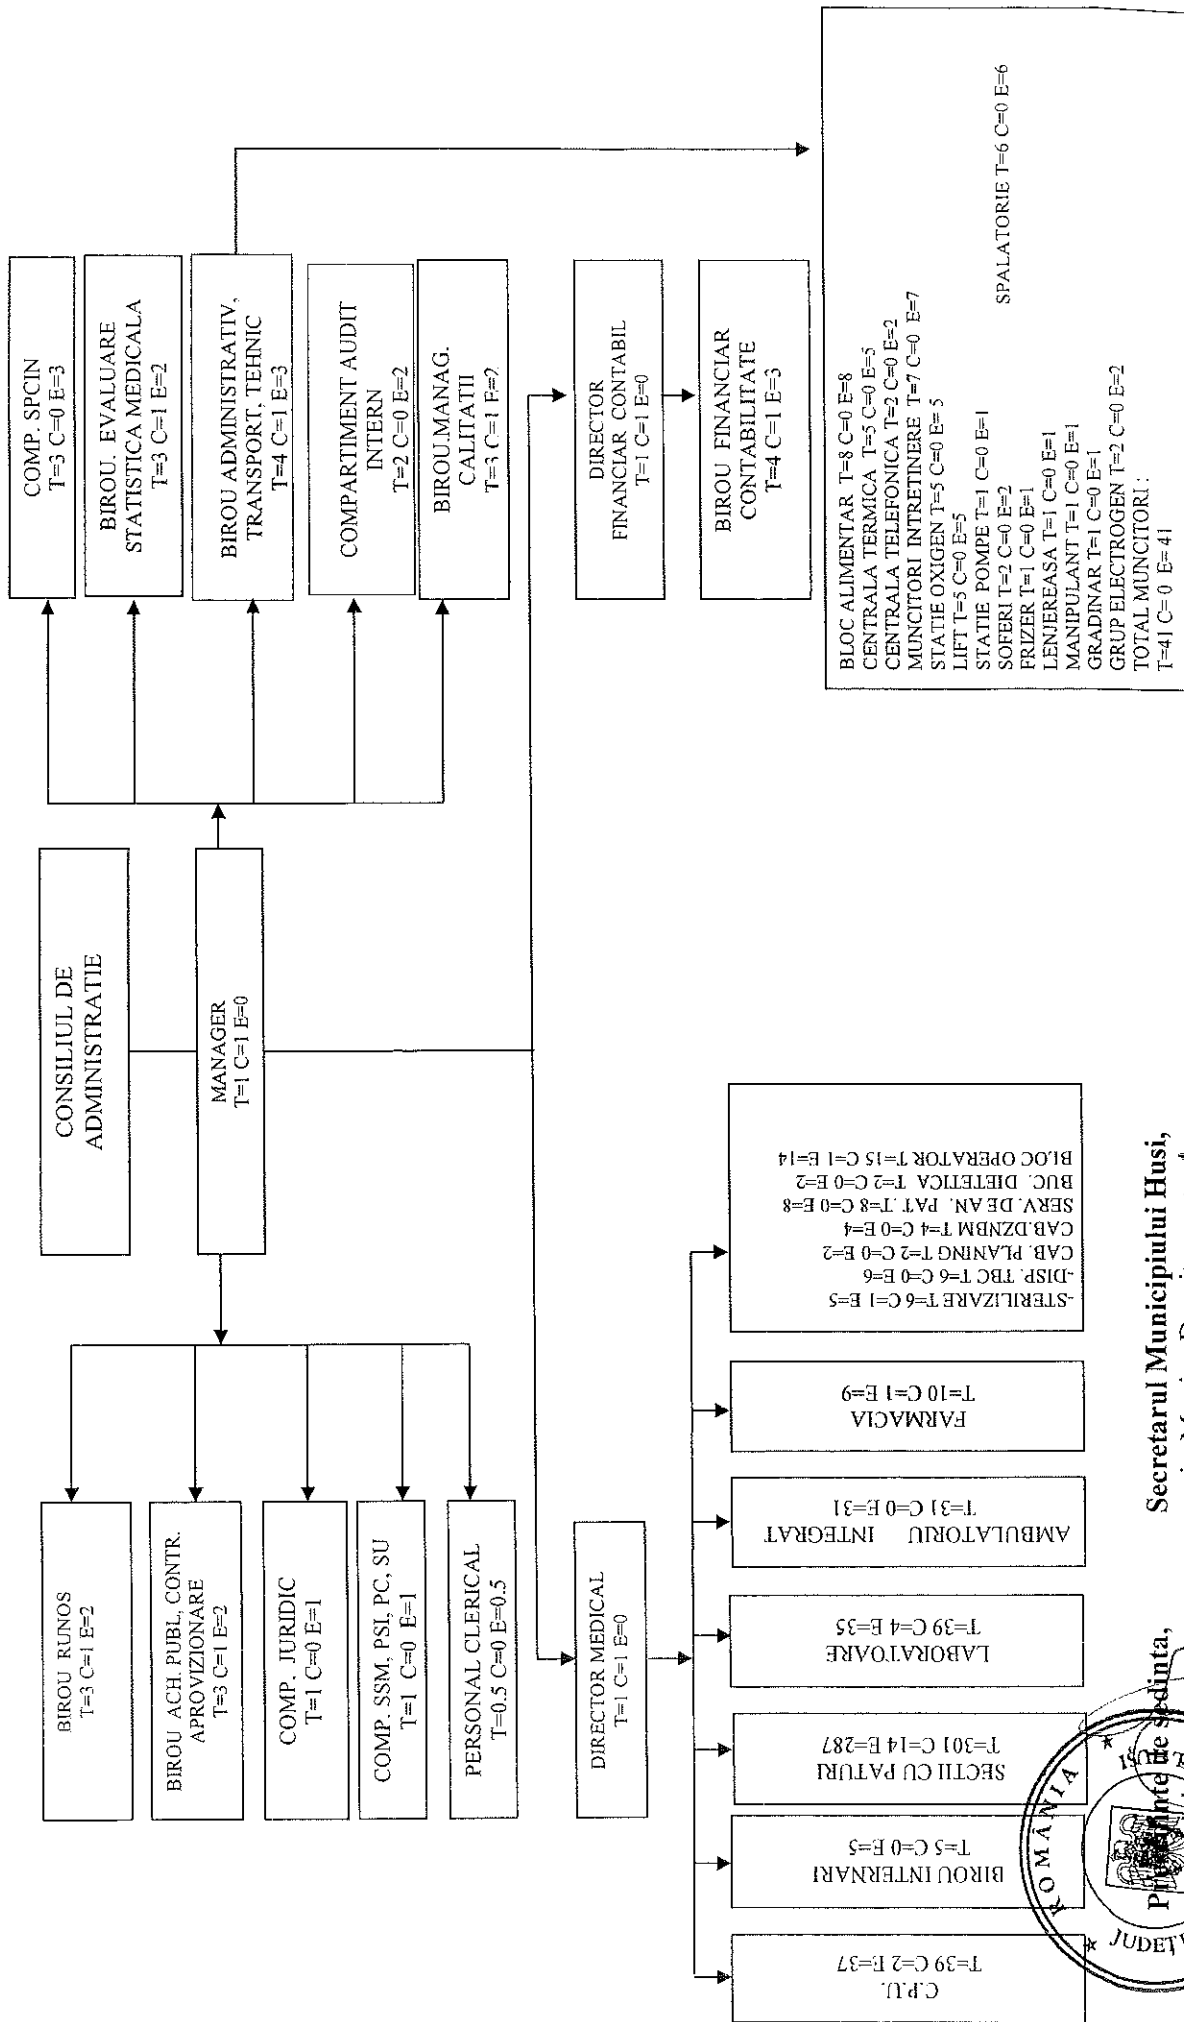 CONSILIUL DE
ADMINISTRATIE
MANAGER
T=1 C=1 E=0
BIROU RUNOS
T=3 C=1 E=2
BIROU ACH. PUBL, CONTR.
APROVIZIONARE
T=3 C=1 E=2
COMP. JURIDIC
T=1 C=0 E=1
COMP. SSM, PSI, PC, SU
T=1 C=0 E=1
PERSONAL CLERICAL
T=0.5 C=0 E=0.5
COMP. SPCIN
T=3 C=0 E=3
BIROU. EVALUARE
STATISTICA MEDICALA
T=3 C=1 E=2
BIROU ADMINISTRATIV,
TRANSPORT, TEHNIC
T=4 C=1 E=3
COMPARTIMENT AUDIT
INTERN
T=2 C=0 E=2
BIROU.MANAG.
CALITATII
T=3 C=1 E=2
DIRECTOR MEDICAL
T=1 C=1 E=0
DIRECTOR
FINANCIAR CONTABIL
T=1 C=1 E=0
BIROU FINANCIAR
CONTABILITATE
T=4 C=1 E=3
C.P.U.
T=39 C=2 E=37
BIROU INTERNARI
T=5 C=0 E=5
SECTII CU PATURI
T=301 C=14 E=287
LABORATOARE
T=39 C=4 E=35
AMBULATORIU INTEGRAT
T=31 C=0 E=31
FARMACIA
T=10 C=1 E=9
-STERILIZARE T=6 C=1 E=5
-DISP. TBC T=6 C=0 E=6
CAB. PLANING T=2 C=0 E=2
CAB.DZNBM T=4 C=0 E=4
SERV. DE AN. PAT .T=8 C=0 E=8
BUC. DIETETICA T=2 C=0 E=2
BLOC OPERATOR T=15 C=1 E=14
BLOC ALIMENTAR T=8 C=0 E=8
CENTRALA TERMICA T=5 C=0 E=5
CENTRALA TELEFONICA T=2 C=0 E=2
MUNCITORI INTRETINERE T=7 C=0 E=7
STATIE OXIGEN T=5 C=0 E= 5
LIFT T=5 C=0 E=5
STATIE POMPE T=1 C=0 E=1
SOFERI T=2 C=0 E=2
SPALATORIE T=6 C=0 E=6
FRIZER T=1 C=0 E=1
LENJEREASA T=1 C=0 E=1
MANIPULANT T=1 C=0 E=1
GRADINAR T=1 C=0 E=1
GRUP ELECTROGEN T=2 C=0 E=2
TOTAL MUNCITORI :
T=41 C= 0 E= 41
Presedinte de sedinta,
Secretarul Municipiului Husi,
ROMÂNIA